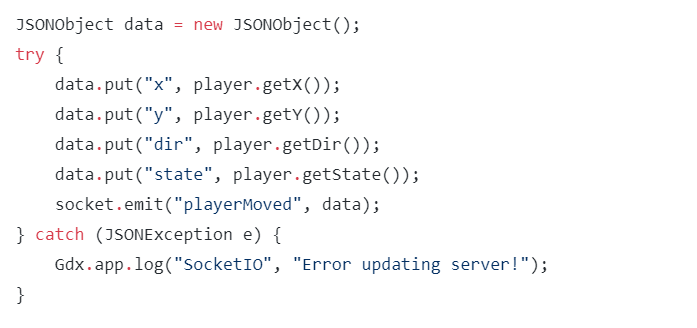 JSONObject data = new JSONObject();
try {
    data.put("x", player.getX());
    data.put("y", player.getY());
    data.put("dir", player.getDir());
    data.put("state", player.getState());
    socket.emit("playerMoved", data);
} catch (JSONException e) {
    Gdx.app.log("SocketIO", "Error updating server!");
}